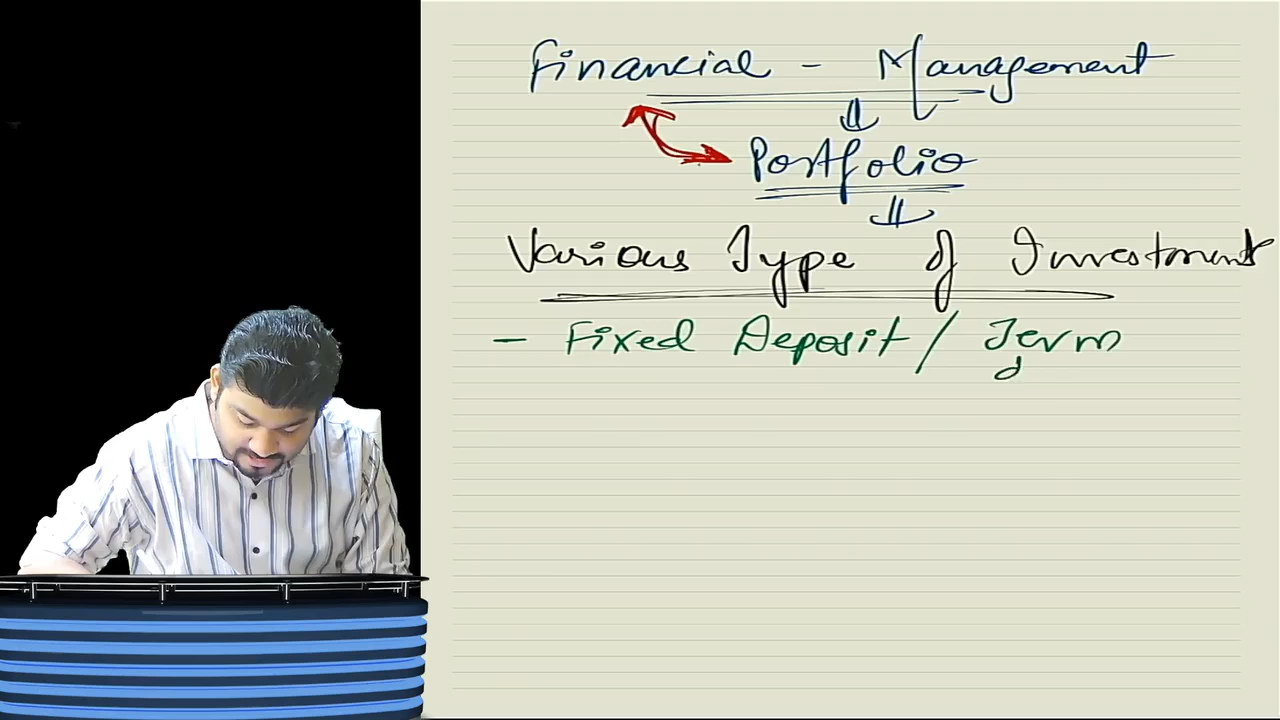 Financial - Management
Portfolio
Various Type of Investment
- Fixed Deposit / Term